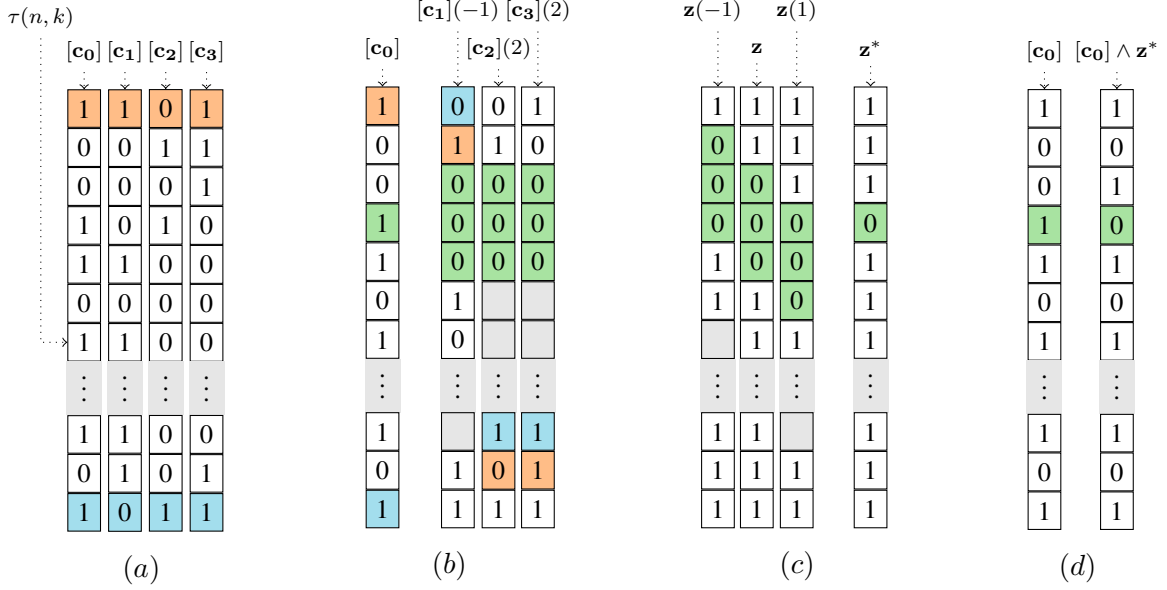 [c₁](−1) [c₃](2) z(−1) z(1)
τ(n, k)
[c₂](2) z
[c₀] [c₁] [c₂] [c₃] [c₀] z* [c₀] [c₀] ∧ z*
1 1 0 1 1 0 0 1 1 1 1 1 1 1
0 0 1 1 0 1 1 0 0 1 1 1 0 0
0 0 0 1 0 0 0 0 0 0 1 1 0 1
1 0 1 0 1 0 0 0 0 0 0 0 1 0
1 1 0 0 1 0 0 0 1 0 0 1 1 1
0 0 0 0 0 1 1 1 0 1 0 0
1 1 0 0 1 0 1 1 1 1 1
⋮ ⋮ ⋮ ⋮ ⋮ ⋮ ⋮ ⋮ ⋮ ⋮ ⋮ ⋮ ⋮ ⋮
1 1 0 0 1 1 1 1 1 1 1 1
0 1 0 1 0 1 0 1 1 1 1 1 0 0
1 0 1 1 1 1 1 1 1 1 1 1 1 1
(a) (b) (c) (d)